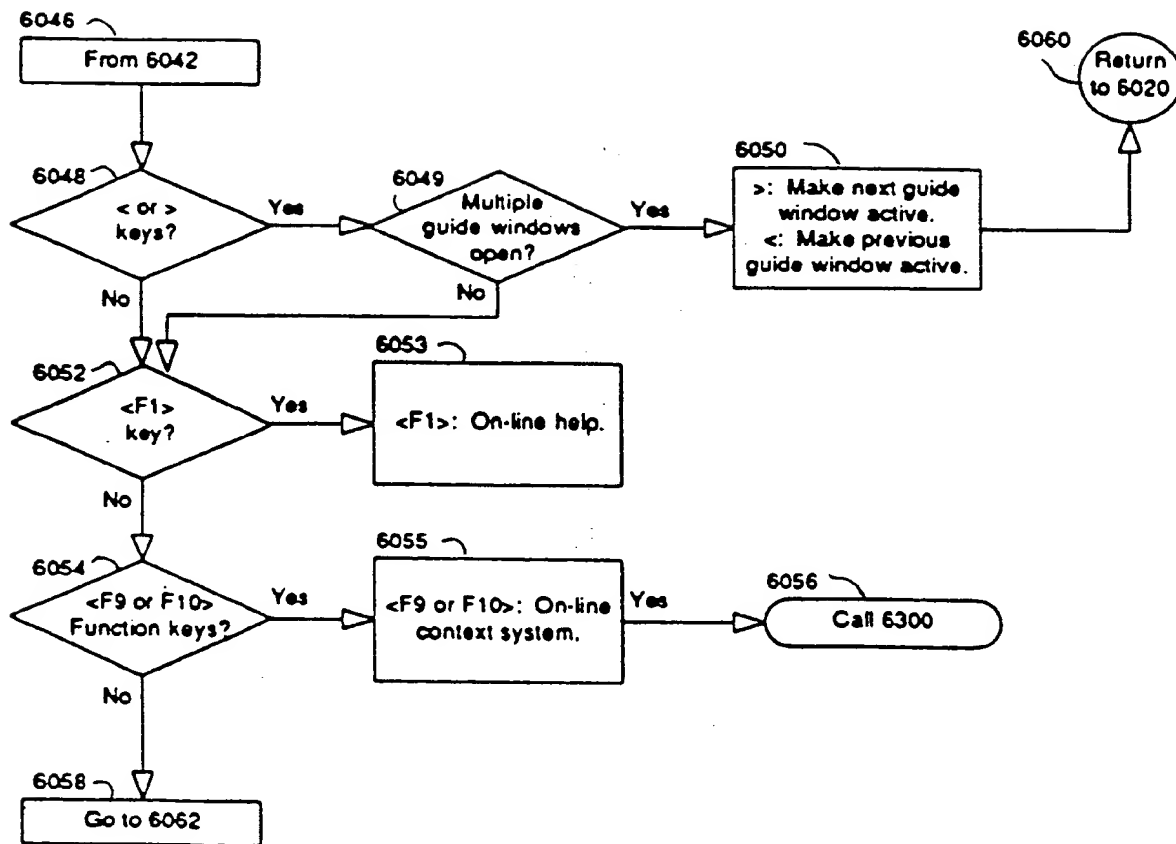 6046
From 6042
6060
Return
to 6020
6048
< or >
keys?
Yes
6049
Multiple
guide windows
open?
Yes
6050
>: Make next guide
window active.
<: Make previous
guide window active.
No
No
6052
<F1>
key?
Yes
6053
<F1>: On-line help.
No
6054
<F9 or F10>
Function keys?
Yes
6055
<F9 or F10>: On-line
context system.
Yes
6056
Call 6300
No
6058
Go to 6062